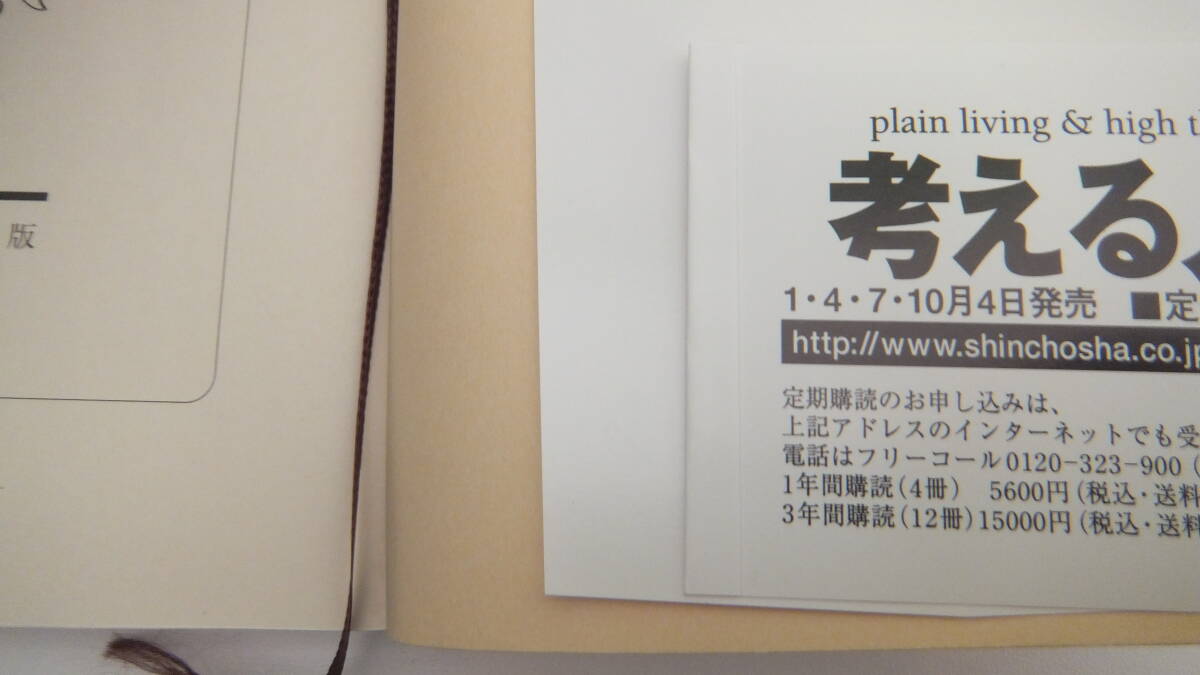 版
plain living & high
考える
1・4・7・10月4日発売 ■定
http://www.shinchosha.co.jp
定期購読のお申し込みは、
上記アドレスのインターネットでも受
電話はフリーコール0120-323-900（
1年間購読（4冊） 5600円（税込・送料
3年間購読（12冊）15000円（税込・送料